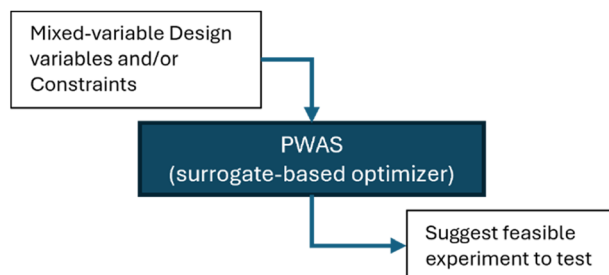 Mixed-variable Design
variables and/or
Constraints
PWAS
(surrogate-based optimizer)
Suggest feasible
experiment to test